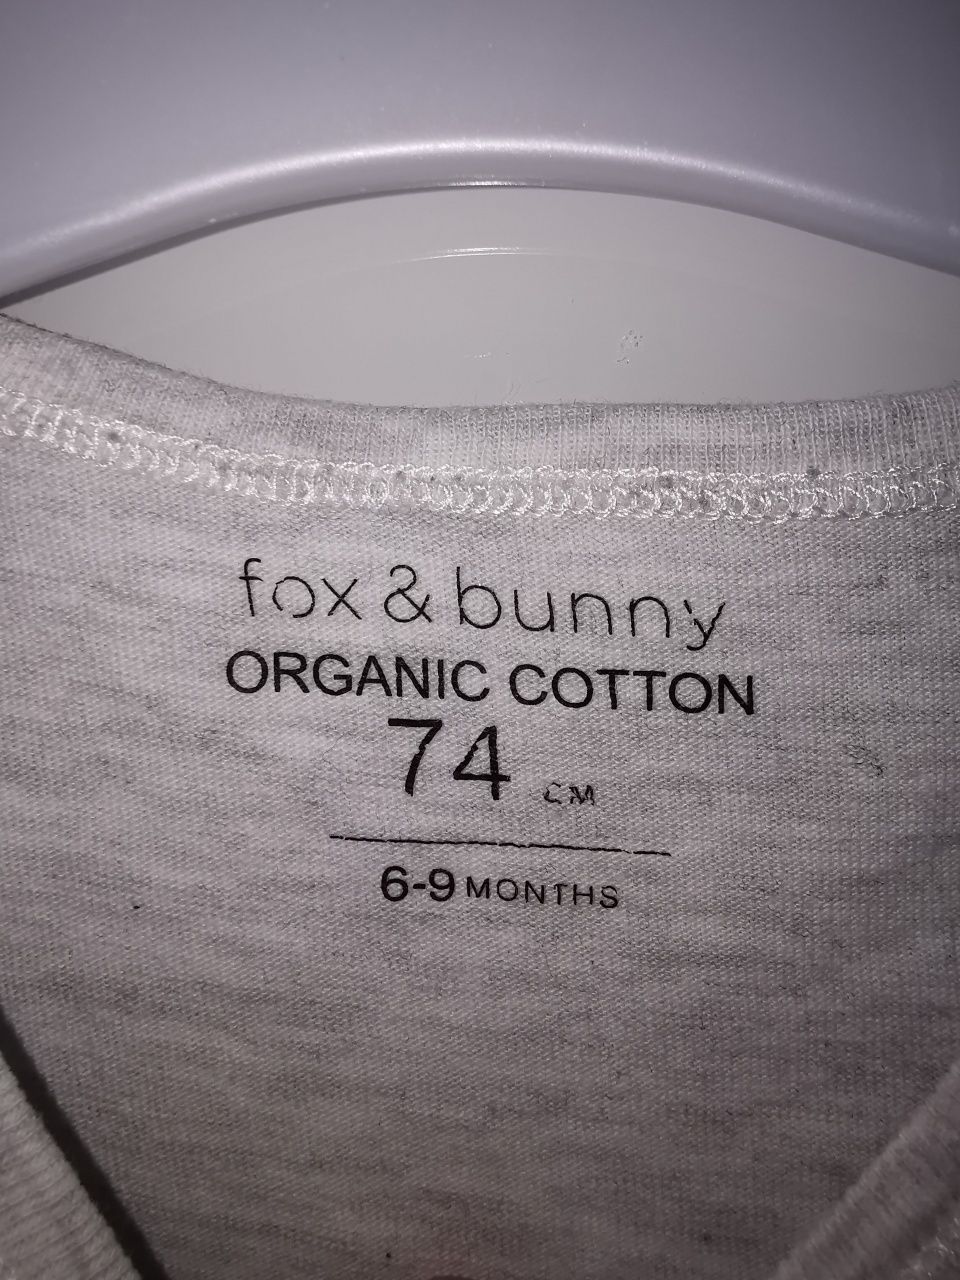 fox & bunny
ORGANIC COTTON
74 CM
6-9 MONTHS